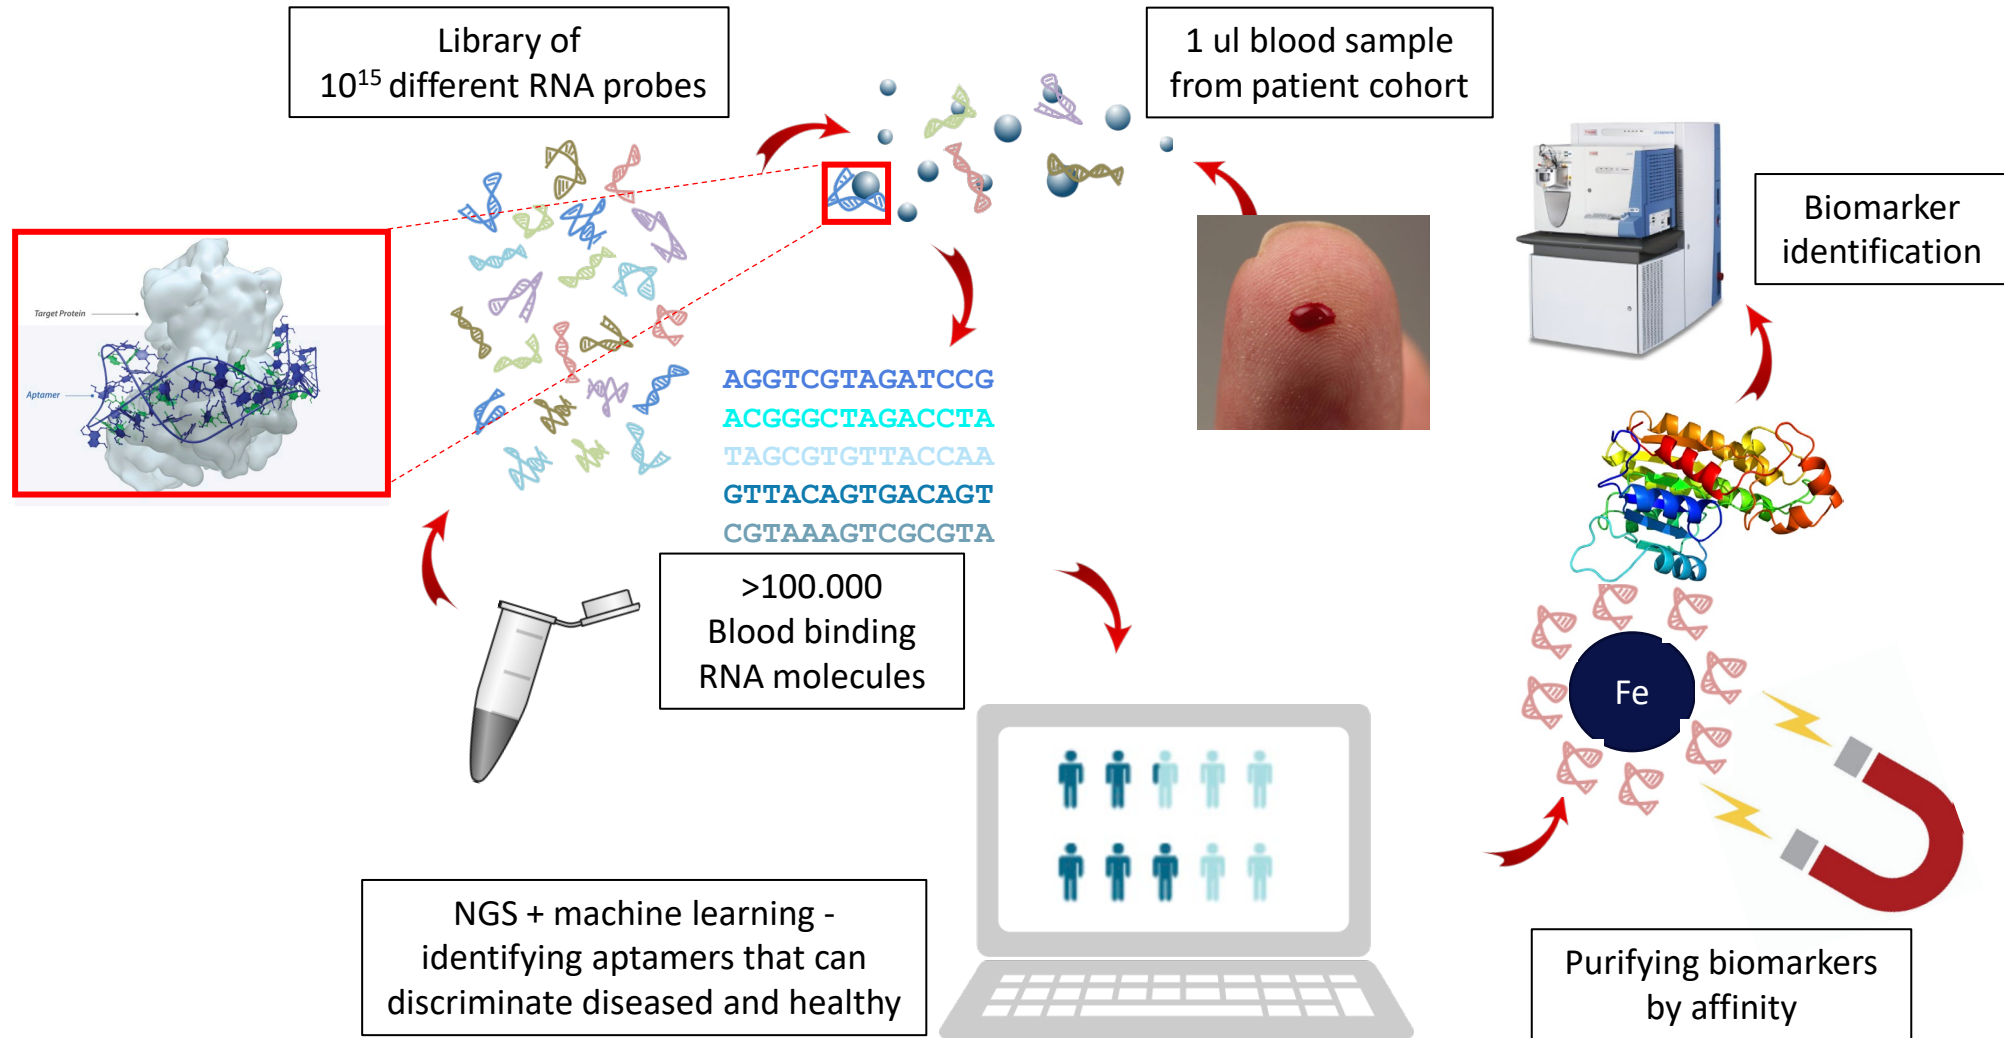 Library of
10¹⁵ different RNA probes
1 ul blood sample
from patient cohort
Biomarker
identification
Target Protein
Aptamer
AGGTCGTAGATCCG
ACGGGCTAGACCTA
TAGCGTGTTACCAA
GTTACAGTGACAGT
CGTAAAGTCGCGTA
>100.000
Blood binding
RNA molecules
Fe
NGS + machine learning -
identifying aptamers that can
discriminate diseased and healthy
Purifying biomarkers
by affinity